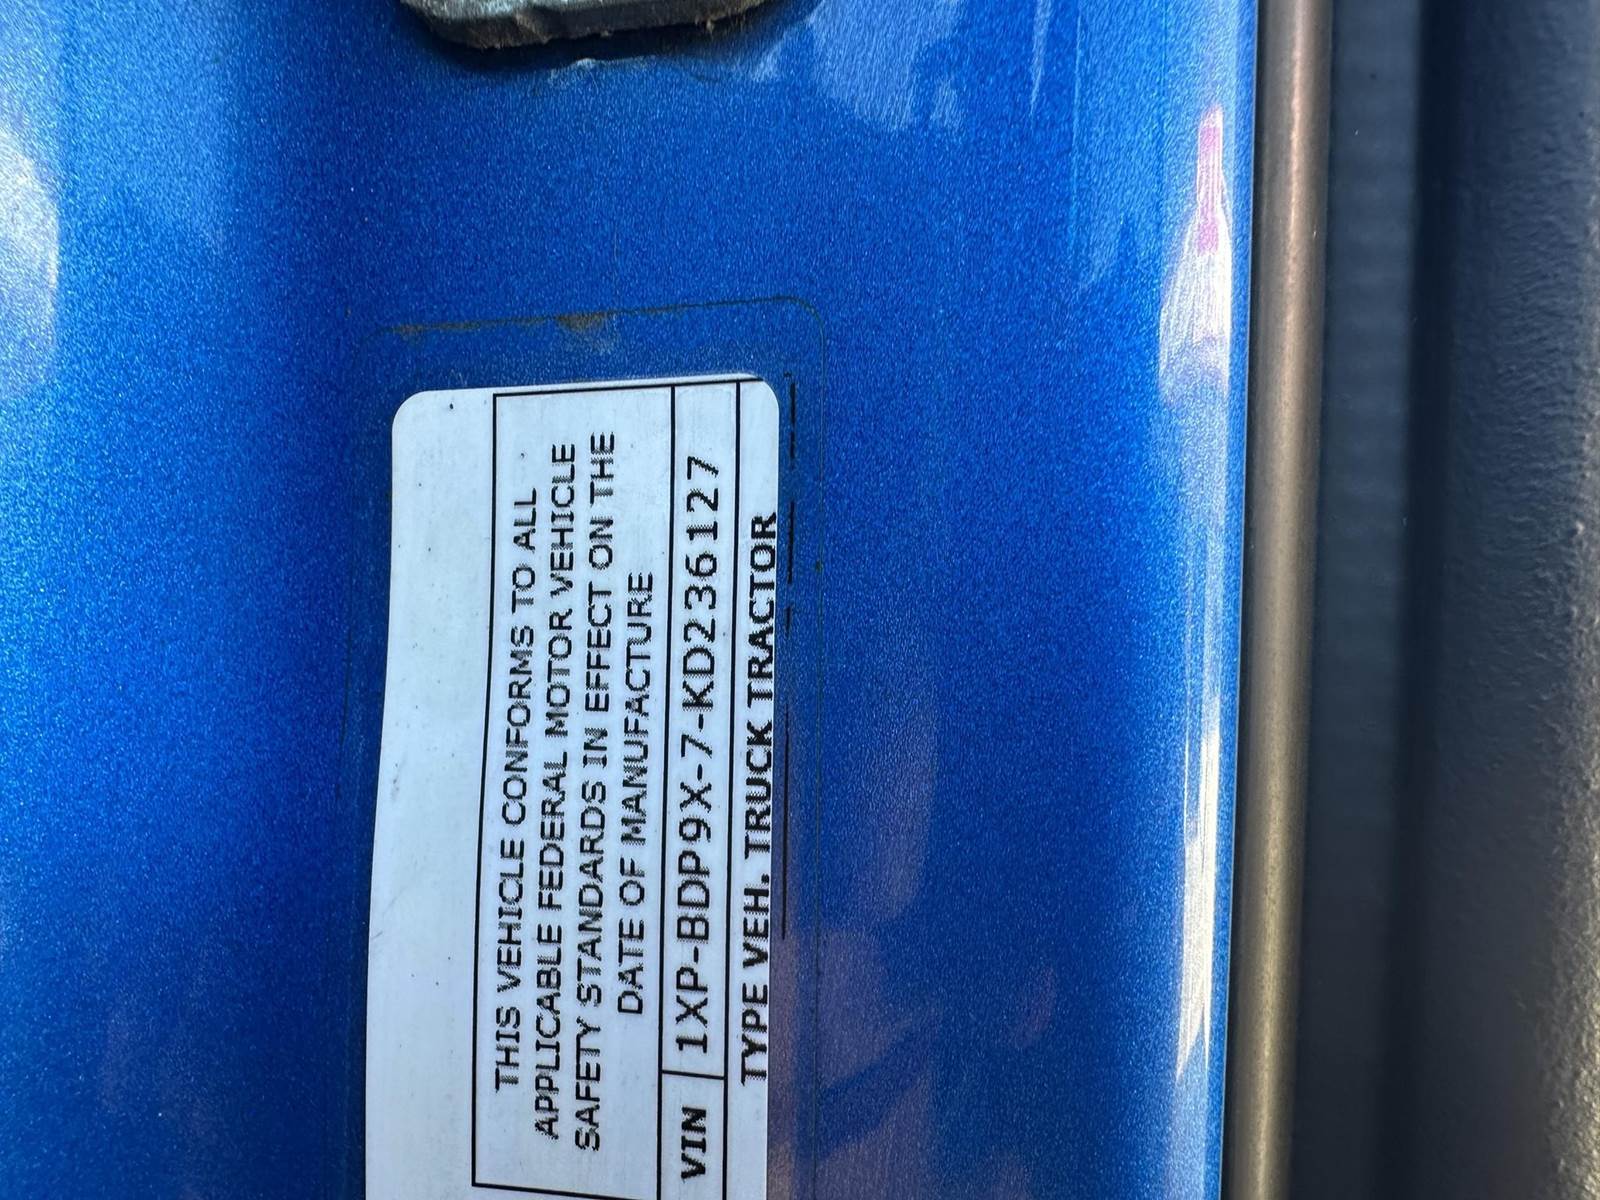 THIS VEHICLE CONFORMS TO ALL
APPLICABLE FEDERAL MOTOR VEHICLE
SAFETY STANDARDS IN EFFECT ON THE
DATE OF MANUFACTURE
VIN 1XP-BDP9X-7-KD236127
TYPE VEH. TRUCK TRACTOR